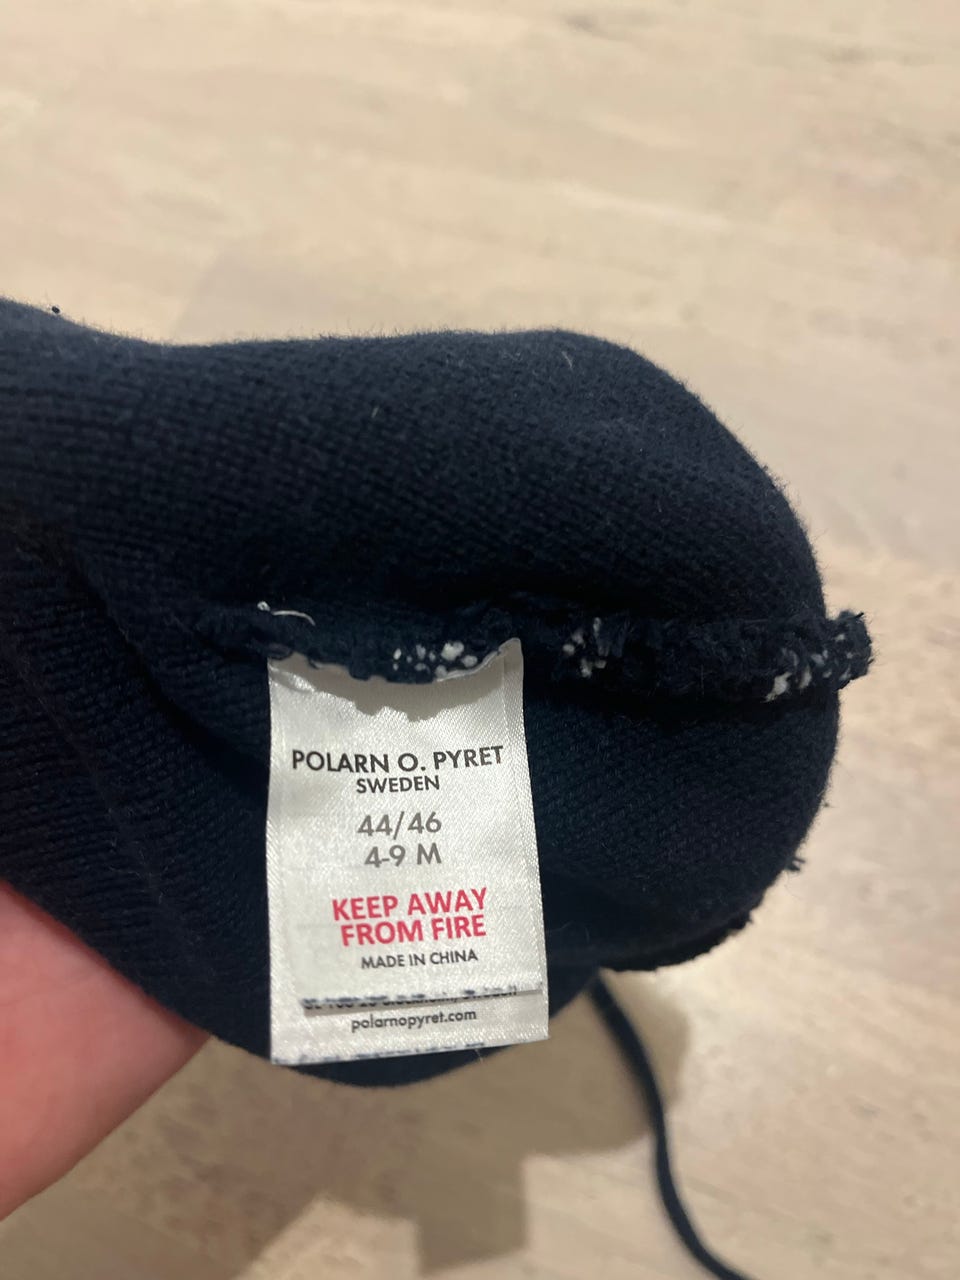 POLARN O. PYRET
SWEDEN
44/46
4-9 M
KEEP AWAY
FROM FIRE
MADE IN CHINA
polarnopyret.com